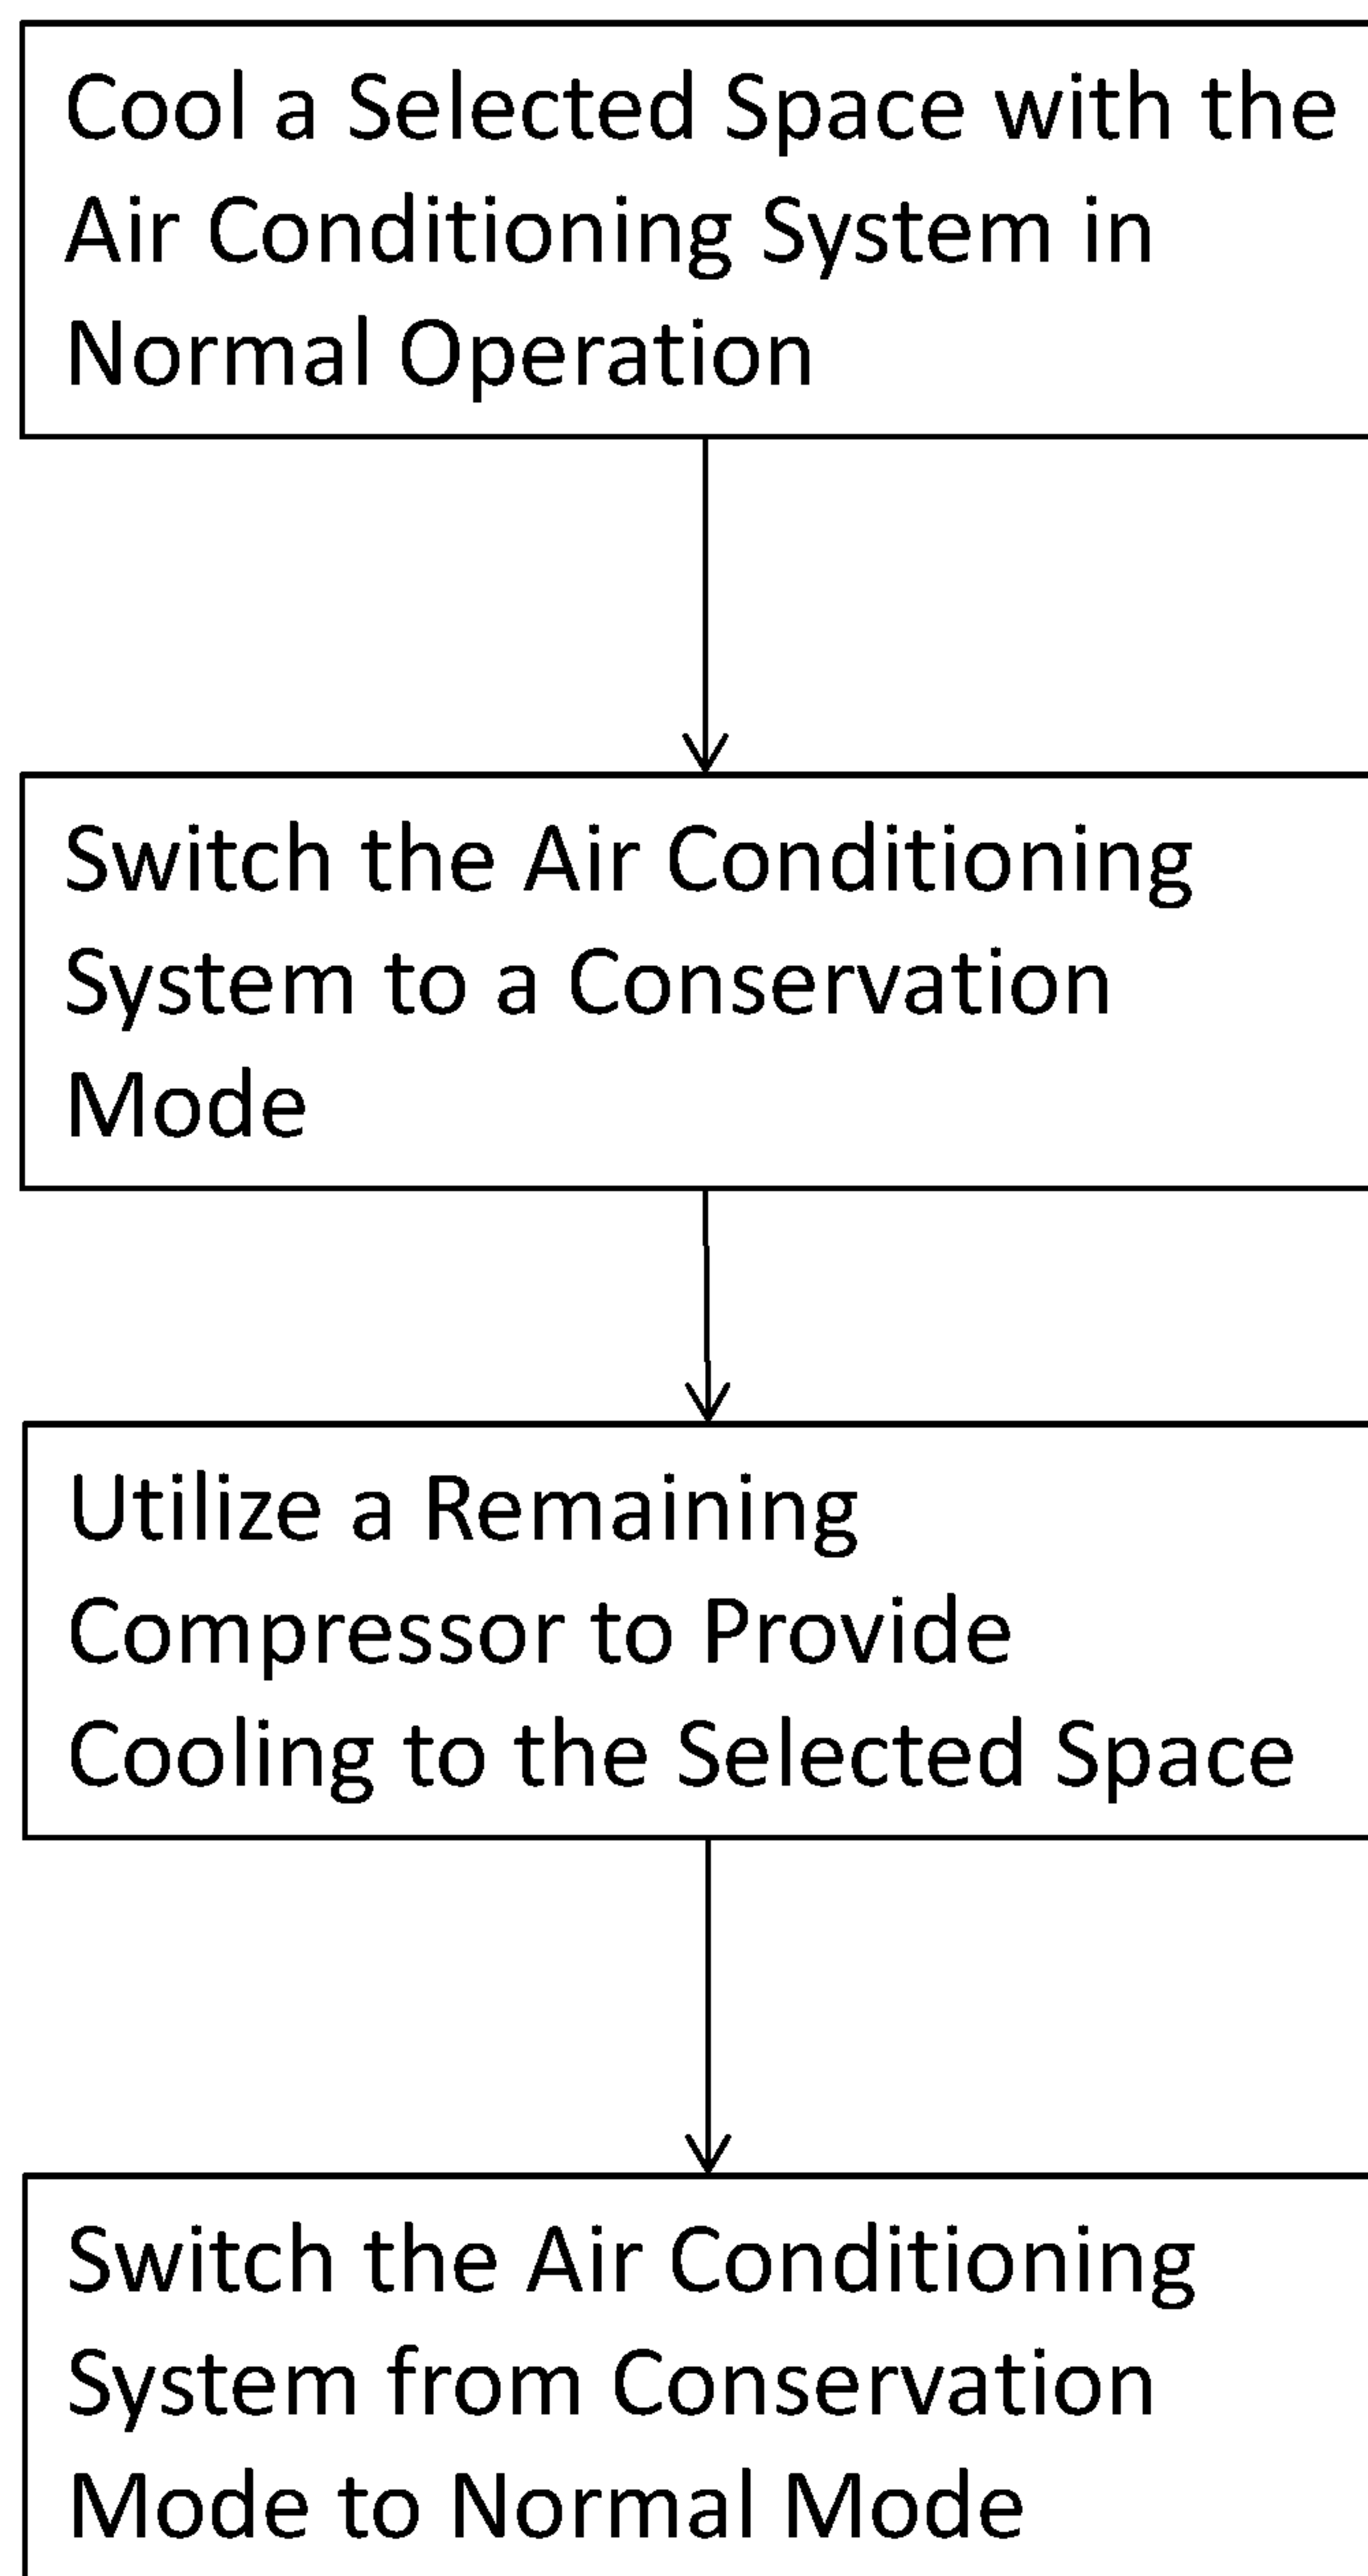 Cool a Selected Space with the
Air Conditioning System in
Normal Operation
Switch the Air Conditioning
System to a Conservation
Mode
Utilize a Remaining
Compressor to Provide
Cooling to the Selected Space
Switch the Air Conditioning
System from Conservation
Mode to Normal Mode